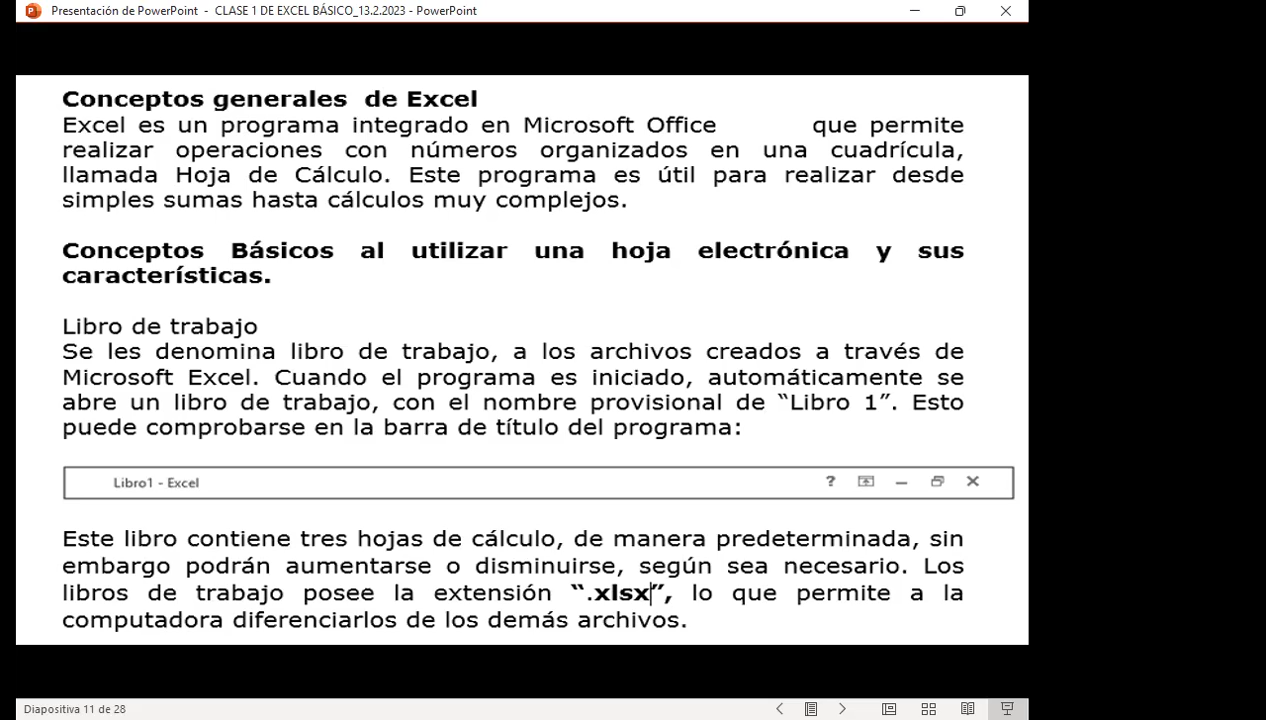 Presentación de PowerPoint - CLASE 1 DE EXCEL BÁSICO_13.2.2023 - PowerPoint
Conceptos generales de Excel
Excel es un programa integrado en Microsoft Office que permite
realizar operaciones con números organizados en una cuadrícula,
llamada Hoja de Cálculo. Este programa es útil para realizar desde
simples sumas hasta cálculos muy complejos.
Conceptos Básicos al utilizar una hoja electrónica y sus
características.
Libro de trabajo
Se les denomina libro de trabajo, a los archivos creados a través de
Microsoft Excel. Cuando el programa es iniciado, automáticamente se
abre un libro de trabajo, con el nombre provisional de “Libro 1”. Esto
puede comprobarse en la barra de título del programa:
Libro1 - Excel
Este libro contiene tres hojas de cálculo, de manera predeterminada, sin
embargo podrán aumentarse o disminuirse, según sea necesario. Los
libros de trabajo posee la extensión “.xlsx”, lo que permite a la
computadora diferenciarlos de los demás archivos.
Diapositiva 11 de 28